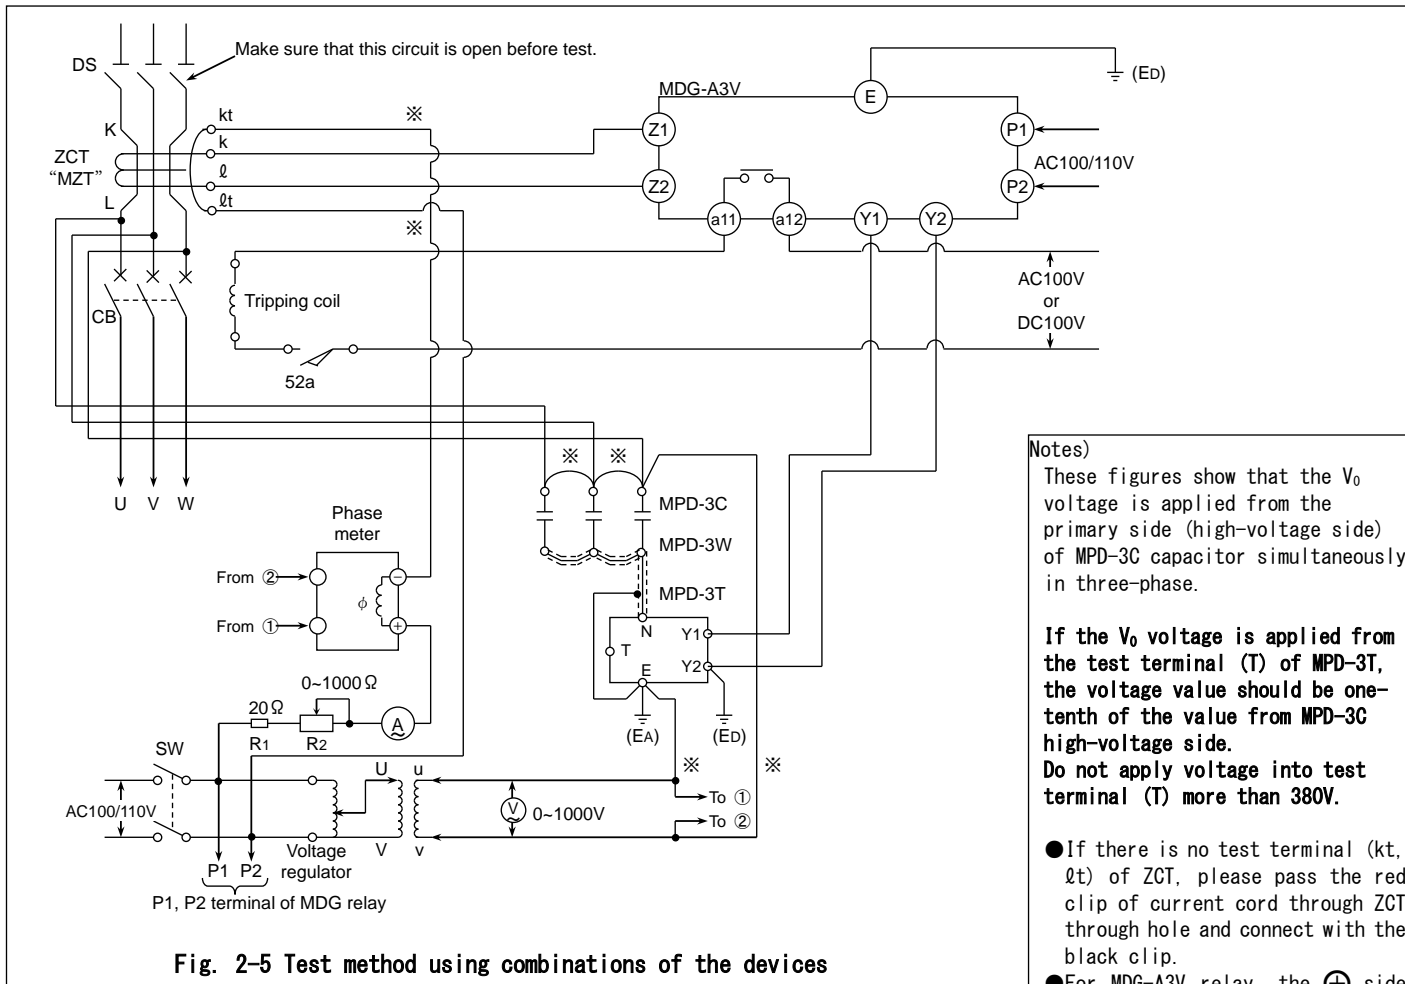 Make sure that this circuit is open before test.
DS
(ED)
MDG-A3V
E
kt
※
K
k
Z1
P1
ZCT
"MZT"
ℓ
AC100/110V
Z2
P2
L
ℓt
※
a11
a12
Y1
Y2
AC100V
or
DC100V
Tripping coil
CB
52a
※
※
U
V
W
MPD-3C
Phase
meter
MPD-3W
From ②
−
MPD-3T
ϕ
From ①
+
N
Y1
T
Y2
E
0~1000Ω
20Ω
A
R1
R2
(EA)
(ED)
SW
U
u
※
※
To ①
AC100/110V
V
0~1000V
To ②
V
v
Voltage
regulator
P1
P2
P1, P2 terminal of MDG relay
Fig. 2-5 Test method using combinations of the devices
Notes)
These figures show that the V₀
voltage is applied from the
primary side (high-voltage side)
of MPD-3C capacitor simultaneously
in three-phase.
If the V₀ voltage is applied from
the test terminal (T) of MPD-3T,
the voltage value should be one-
tenth of the value from MPD-3C
high-voltage side.
Do not apply voltage into test
terminal (T) more than 380V.
●If there is no test terminal (kt,
ℓt) of ZCT, please pass the red
clip of current cord through ZCT
through hole and connect with the
black clip.
●For MDG-A3V relay, the ⊕ side